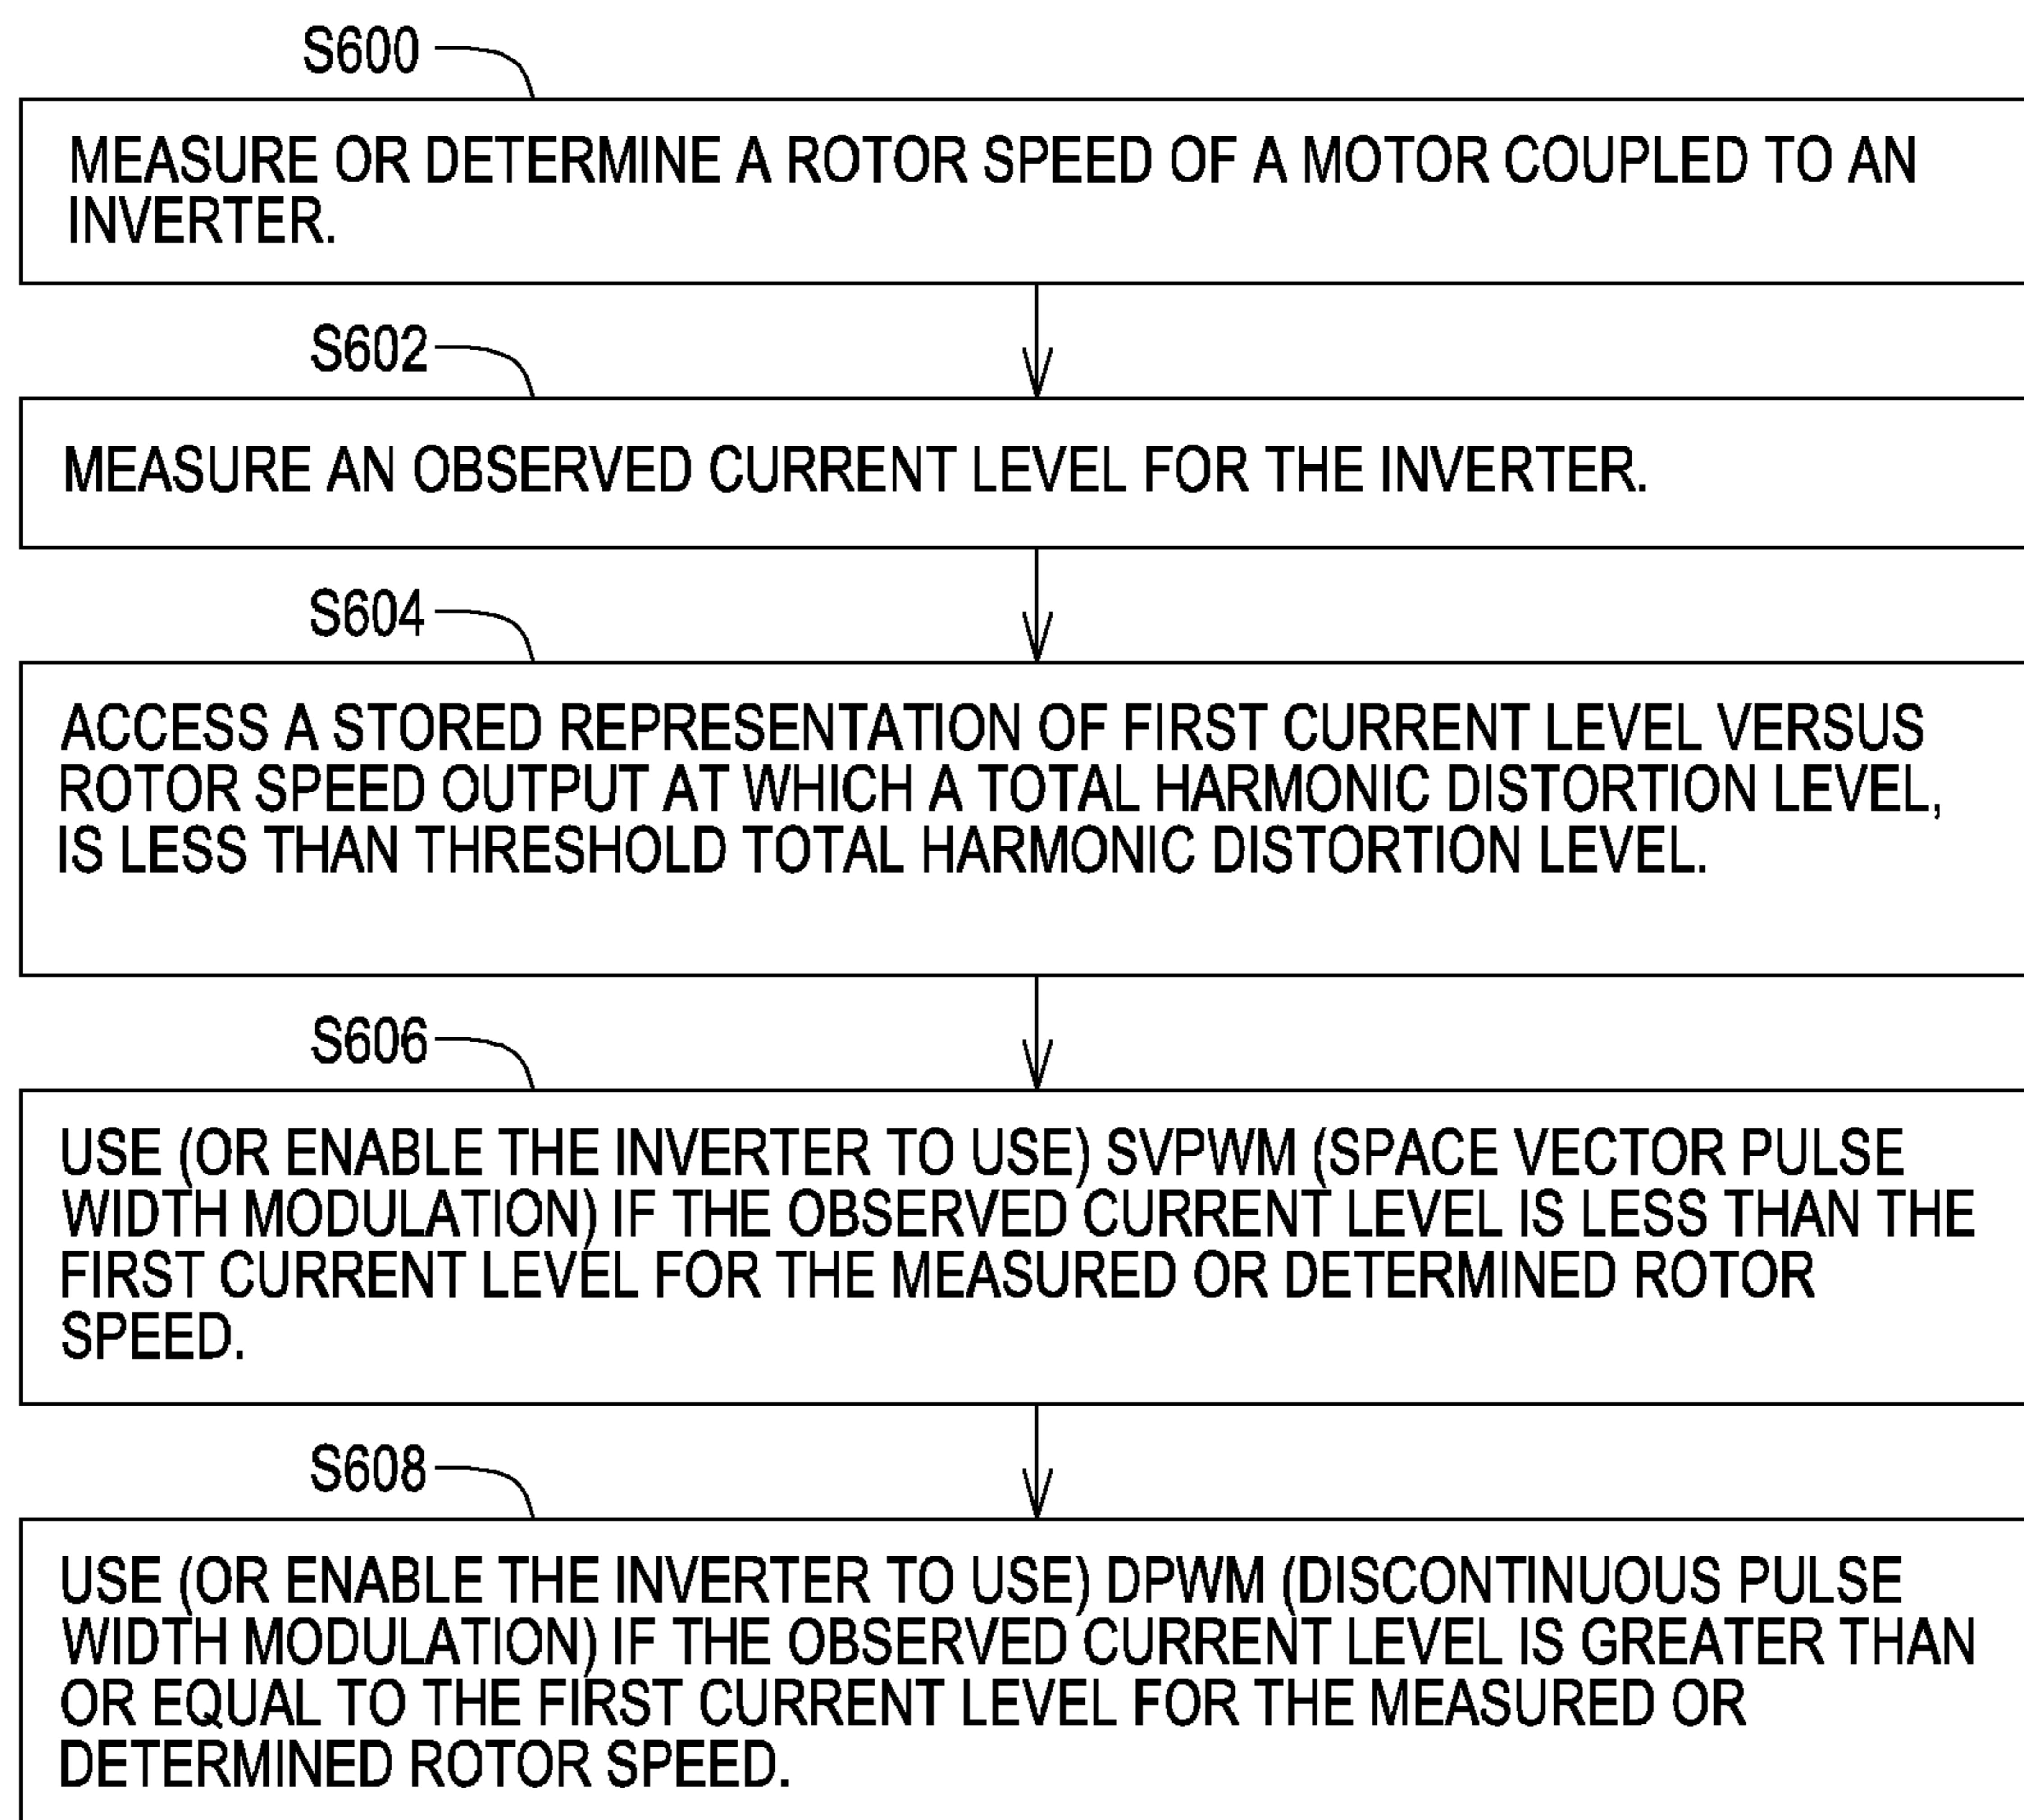 S600
MEASURE OR DETERMINE A ROTOR SPEED OF A MOTOR COUPLED TO AN
INVERTER.
S602
MEASURE AN OBSERVED CURRENT LEVEL FOR THE INVERTER.
S604
ACCESS A STORED REPRESENTATION OF FIRST CURRENT LEVEL VERSUS
ROTOR SPEED OUTPUT AT WHICH A TOTAL HARMONIC DISTORTION LEVEL,
IS LESS THAN THRESHOLD TOTAL HARMONIC DISTORTION LEVEL.
S606
USE (OR ENABLE THE INVERTER TO USE) SVPWM (SPACE VECTOR PULSE
WIDTH MODULATION) IF THE OBSERVED CURRENT LEVEL IS LESS THAN THE
FIRST CURRENT LEVEL FOR THE MEASURED OR DETERMINED ROTOR
SPEED.
S608
USE (OR ENABLE THE INVERTER TO USE) DPWM (DISCONTINUOUS PULSE
WIDTH MODULATION) IF THE OBSERVED CURRENT LEVEL IS GREATER THAN
OR EQUAL TO THE FIRST CURRENT LEVEL FOR THE MEASURED OR
DETERMINED ROTOR SPEED.